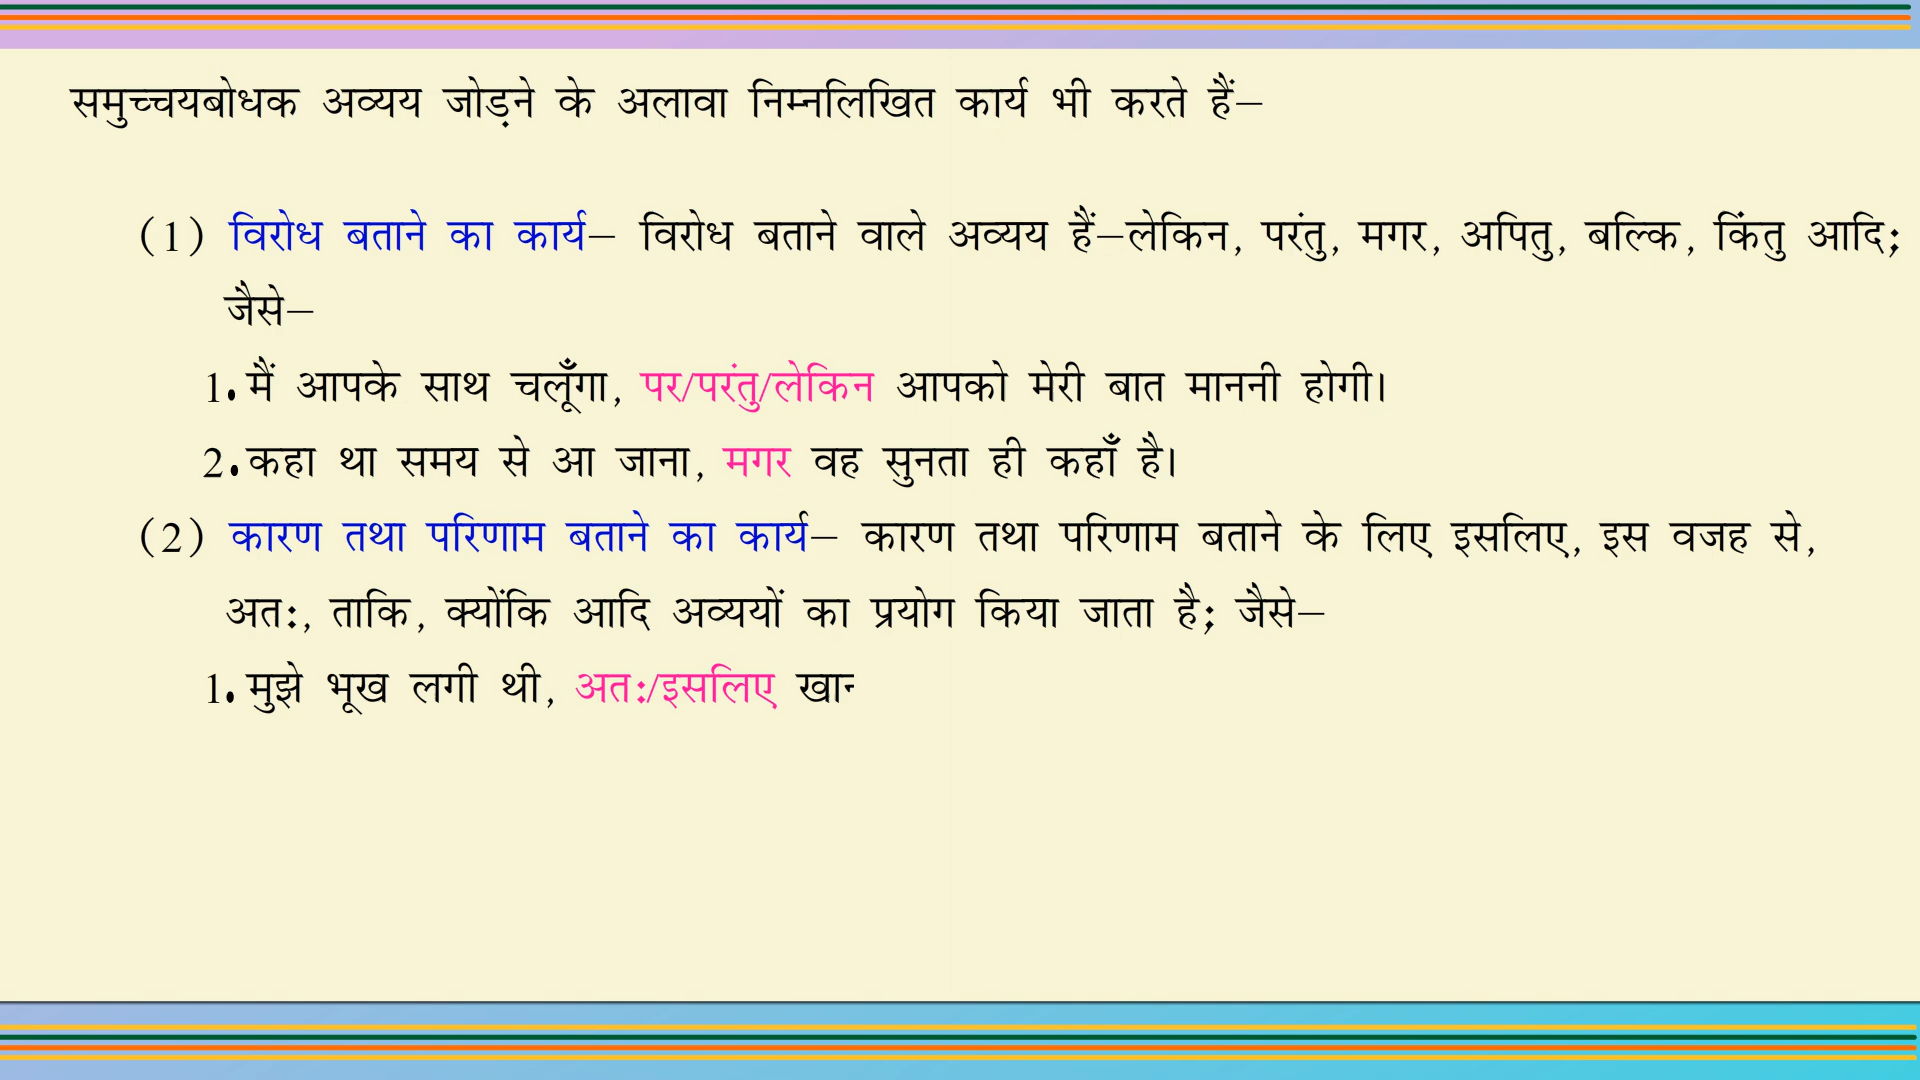 समुच्चयबोधक अव्यय जोड़ने के अलावा निम्नलिखित कार्य भी करते हैं–
(1) विरोध बताने का कार्य– विरोध बताने वाले अव्यय हैं–लेकिन, परंतु, मगर, अपितु, बल्कि, किंतु आदि;
जैसे–
1. मैं आपके साथ चलूँगा, पर/परंतु/लेकिन आपको मेरी बात माननी होगी।
2. कहा था समय से आ जाना, मगर वह सुनता ही कहाँ है।
(2) कारण तथा परिणाम बताने का कार्य– कारण तथा परिणाम बताने के लिए इसलिए, इस वजह से,
अत:, ताकि, क्योंकि आदि अव्ययों का प्रयोग किया जाता है; जैसे–
1. मुझे भूख लगी थी, अत:/इसलिए